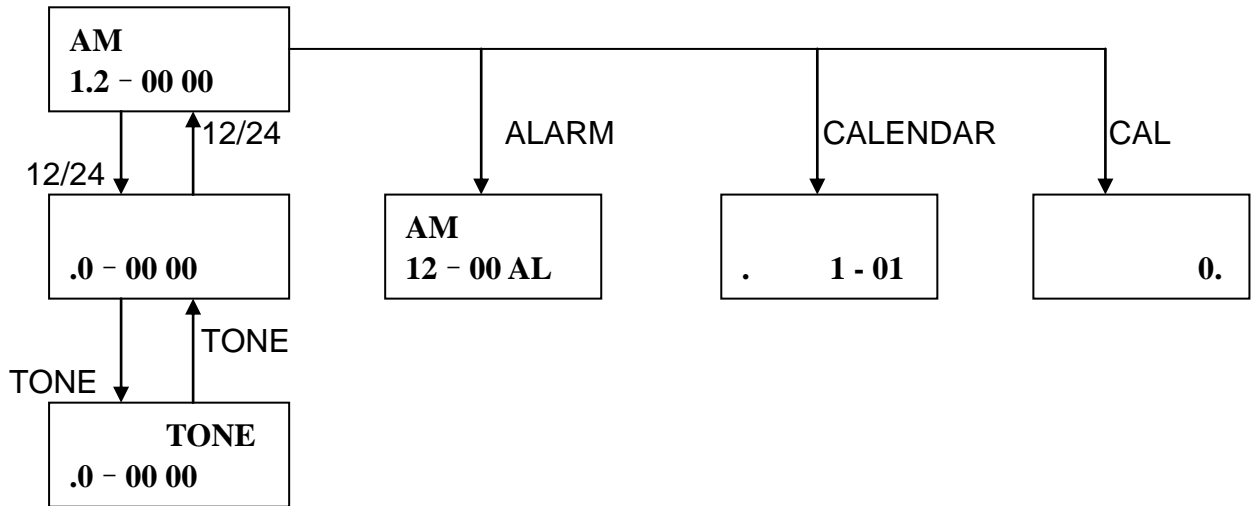 AM
1.2 – 00 00
12/24
12/24
ALARM
CALENDAR
CAL
.0 – 00 00
AM
12 – 00 AL
. 1 - 01
0.
TONE
TONE
TONE
.0 – 00 00